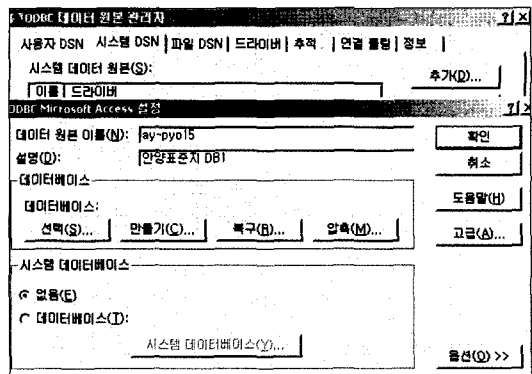 ODBC 데이터 원본 관리자
사용자 DSN 시스템 DSN 파일 DSN 드라이버 추적 연결 풀링 정보
시스템 데이터 원본(S):
추가(D)...
이름 드라이버
ODBC Microsoft Access 설정
데이터 원본 이름(N): ay-pyo15
확인
설명(D): 안양표준지 DB1
취소
데이터베이스
데이터베이스:
도움말(H)
선택(S)... 만들기(C)... 복구(R)... 압축(M)...
고급(A)...
시스템 데이터베이스
없음(E)
데이터베이스(T):
시스템 데이터베이스(Y)...
옵션(O) >>